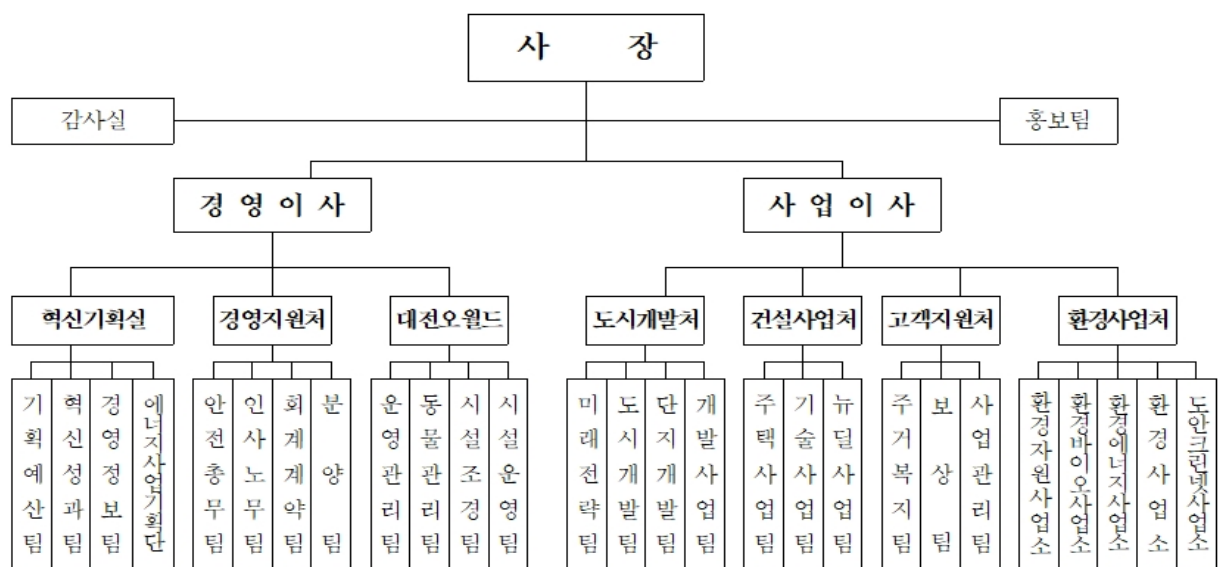 사 장
감사실
홍보팀
경 영 이 사
사 업 이 사
혁신기획실
경영지원처
대전오월드
도시개발처
건설사업처
고객지원처
환경사업처
기획예산팀
혁신성과팀
경영정보팀
에너지사업기획단
안전총무팀
인사노무팀
회계계약팀
분양팀
운영관리팀
동물관리팀
시설조경팀
시설운영팀
미래전략팀
도시개발팀
단지개발팀
개발사업팀
주택사업팀
기술사업팀
뉴딜사업팀
주거복지팀
보상팀
사업관리팀
환경자원사업소
환경바이오사업소
환경에너지사업소
환경사업소
도안크린넷사업소